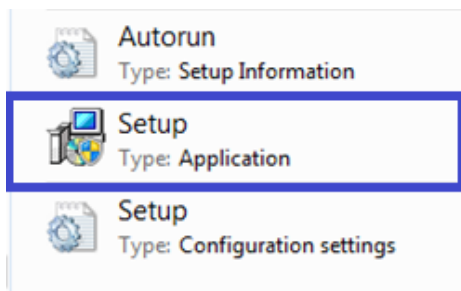 Autorun
Type: Setup Information
Setup
Type: Application
Setup
Type: Configuration settings